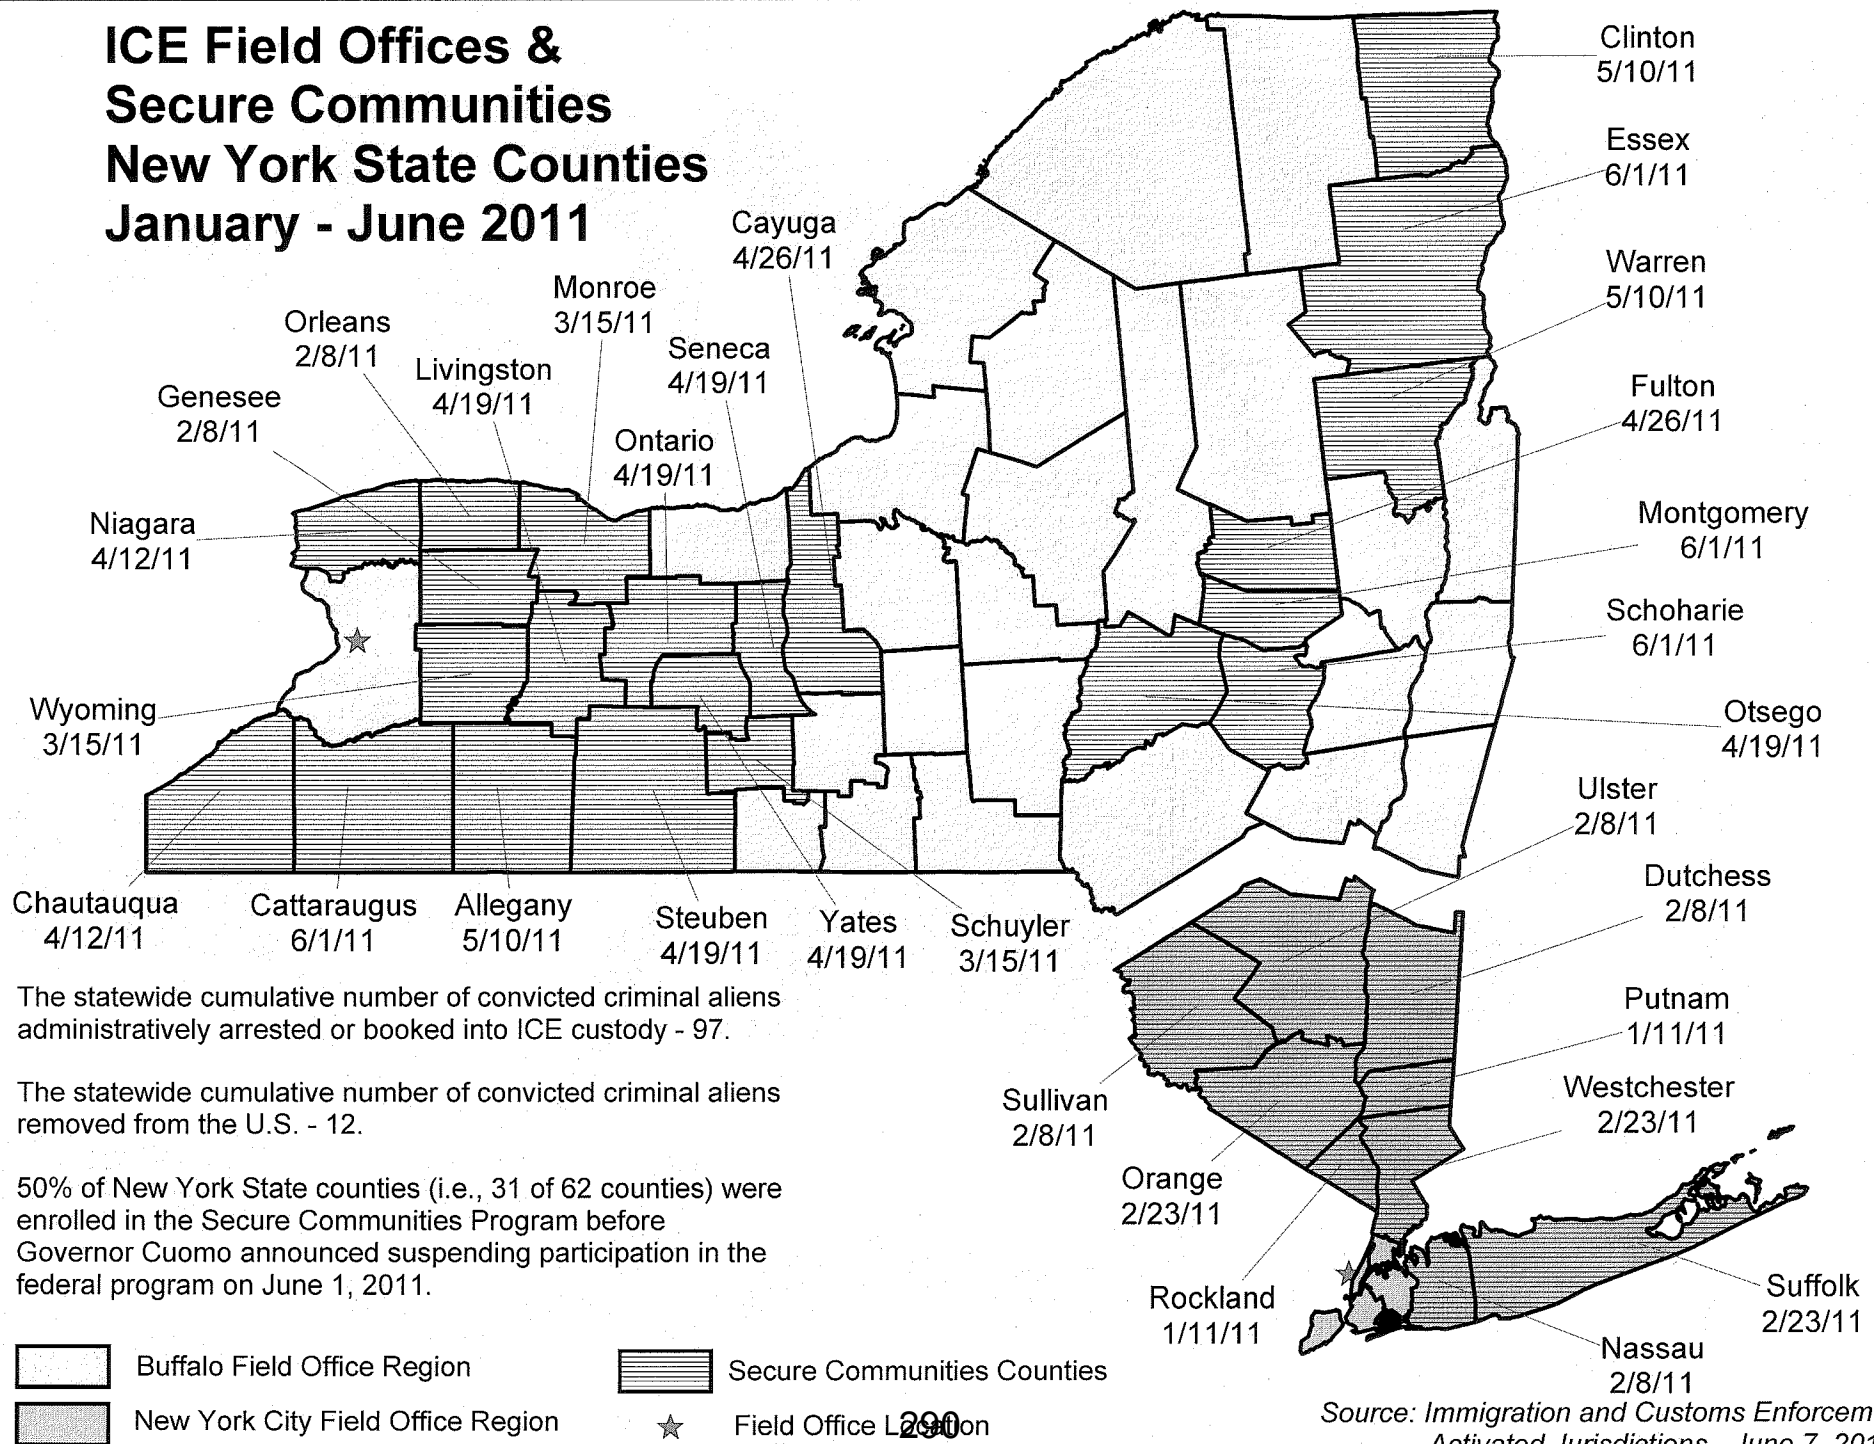 ICE Field Offices &
Secure Communities
New York State Counties
January - June 2011
Clinton
5/10/11
Essex
6/1/11
Warren
5/10/11
Fulton
4/26/11
Montgomery
6/1/11
Schoharie
6/1/11
Otsego
4/19/11
Cayuga
4/26/11
Monroe
3/15/11
Orleans
2/8/11
Seneca
4/19/11
Livingston
4/19/11
Genesee
2/8/11
Ontario
4/19/11
Niagara
4/12/11
Wyoming
3/15/11
Chautauqua
4/12/11
Cattaraugus
6/1/11
Allegany
5/10/11
Steuben
4/19/11
Yates
4/19/11
Schuyler
3/15/11
Ulster
2/8/11
Dutchess
2/8/11
Putnam
1/11/11
Westchester
2/23/11
Sullivan
2/8/11
Orange
2/23/11
Rockland
1/11/11
Suffolk
2/23/11
Nassau
2/8/11
The statewide cumulative number of convicted criminal aliens
administratively arrested or booked into ICE custody - 97.
The statewide cumulative number of convicted criminal aliens
removed from the U.S. - 12.
50% of New York State counties (i.e., 31 of 62 counties) were
enrolled in the Secure Communities Program before
Governor Cuomo announced suspending participation in the
federal program on June 1, 2011.
Buffalo Field Office Region
Secure Communities Counties
New York City Field Office Region
Field Office Location
290
Source: Immigration and Customs Enforcem
Activated Jurisdictions - June 7, 201